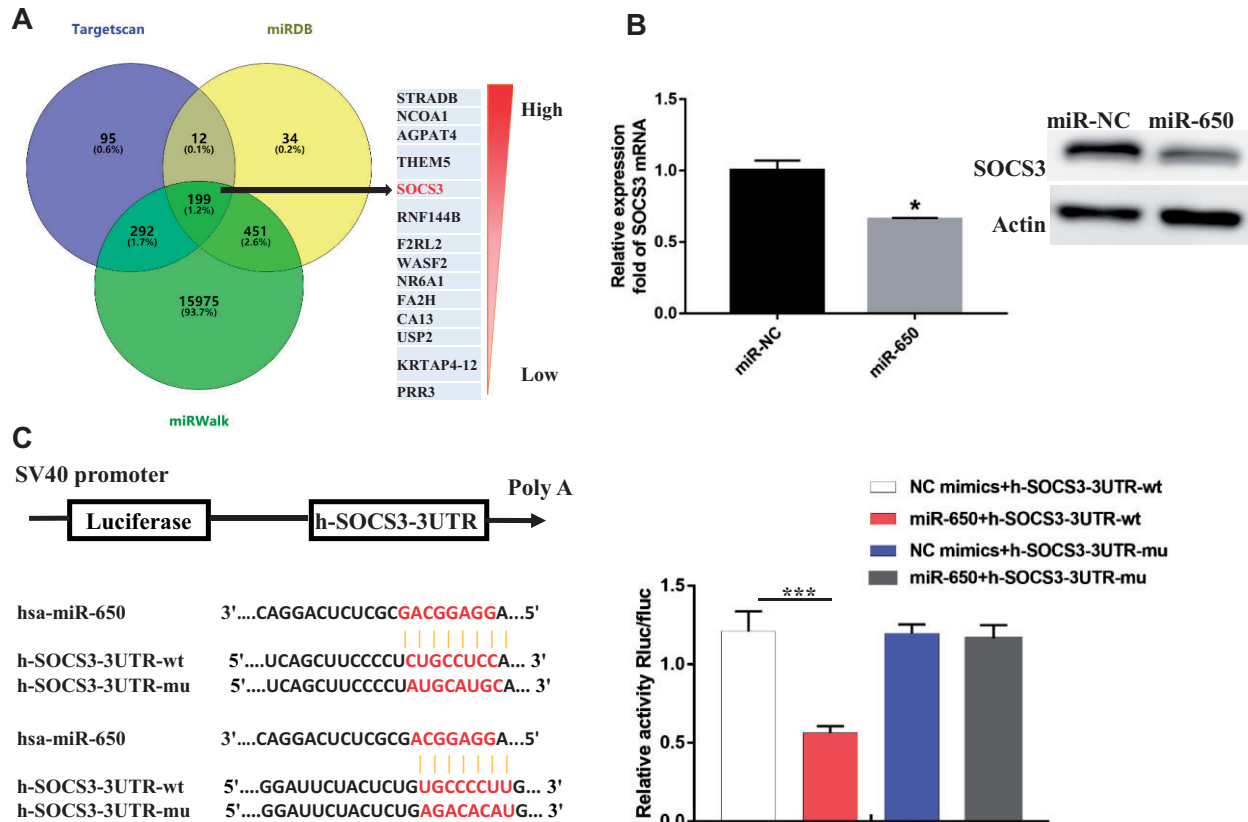 A
Targetscan
miRDB
95
(0.6%)
12
(0.1%)
34
(0.2%)
199
(1.2%)
292
(1.7%)
451
(2.6%)
15975
(93.7%)
miRWalk
STRADB
NCOA1
AGPAT4
THEM5
SOCS3
RNF144B
F2RL2
WASF2
NR6A1
FA2H
CA13
USP2
KRTAP4-12
PRR3
High
Low
B
Relative expression
fold of SOCS3 mRNA
1.5
1.0
0.5
0.0
*
miR-NC
miR-650
miR-NC miR-650
SOCS3
Actin
C
SV40 promoter
Poly A
Luciferase
h-SOCS3-3UTR
hsa-miR-650 3'....CAGGACUCUCGCGACGGAGGA...5'
h-SOCS3-3UTR-wt 5'....UCAGCUUCCCCUCUGCCUCCA... 3'
h-SOCS3-3UTR-mu 5'....UCAGCUUCCCCUAUGCAUGCA... 3'
hsa-miR-650 3'....CAGGACUCUCGCGACGGAGGA...5'
h-SOCS3-3UTR-wt 5'....GGAUUCUACUCUGUGCCCCUUG... 3'
h-SOCS3-3UTR-mu 5'....GGAUUCUACUCUGAGACACAUG... 3'
NC mimics+h-SOCS3-3UTR-wt
miR-650+h-SOCS3-3UTR-wt
NC mimics+h-SOCS3-3UTR-mu
miR-650+h-SOCS3-3UTR-mu
Relative activity Rluc/fluc
1.5
1.0
0.5
0.0
***